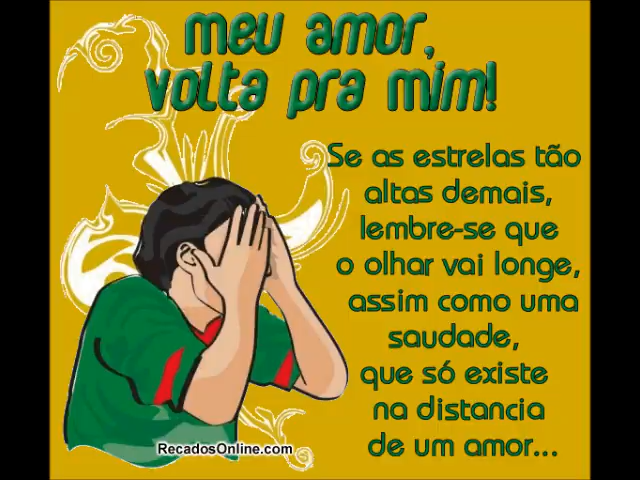 meu amor,
volta pra mim!
Se as estrelas tão
altas demais,
lembre-se que
o olhar vai longe,
assim como uma
saudade,
que só existe
na distancia
de um amor...
RecadosOnline.com